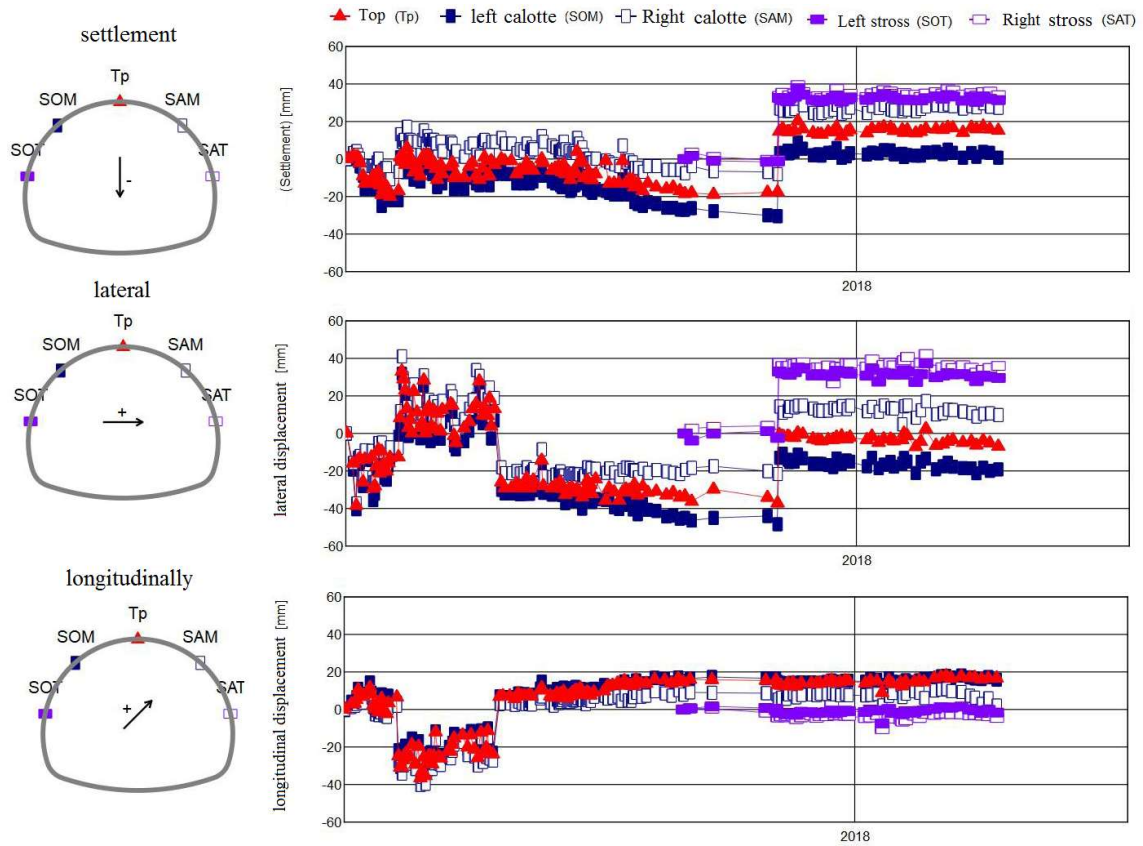 Top (Tp) left calotte (SOM) Right calotte (SAM) Left stross (SOT) Right stross (SAT)
settlement
Tp
SOM SAM
SOT SAT
-
(Settlement) [mm]
60
40
20
0
-20
-40
-60
2018
lateral
Tp
SOM SAM
SOT SAT
+
lateral displacement [mm]
60
40
20
0
-20
-40
-60
2018
longitudinally
Tp
SOM SAM
SOT SAT
+
longitudinal displacement [mm]
60
40
20
0
-20
-40
-60
2018